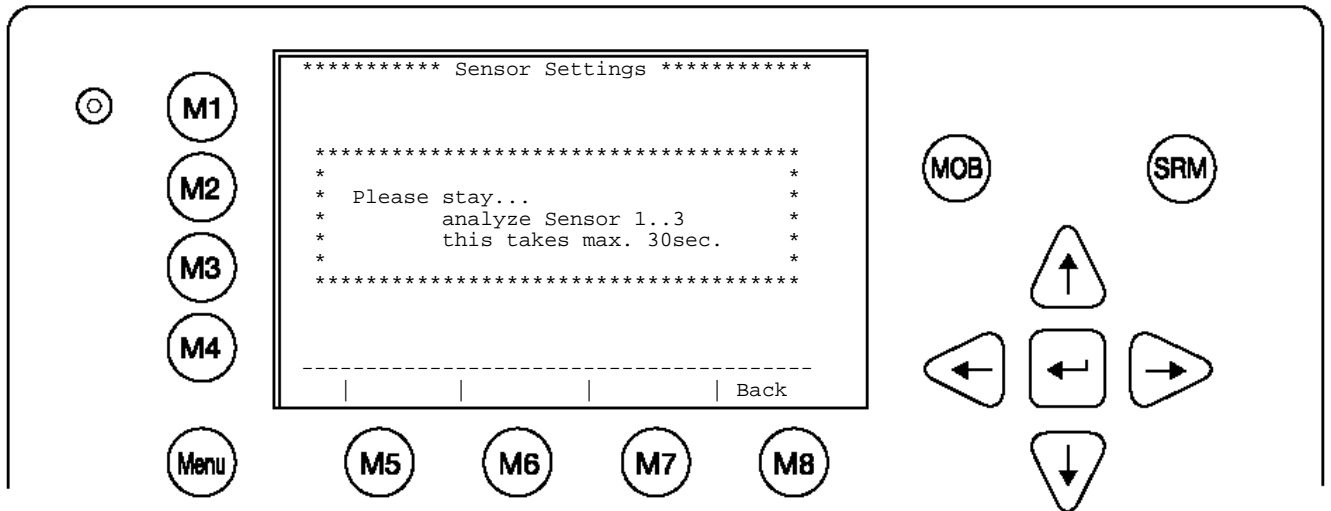 *********** Sensor Settings ************
M1
**************************************
* *
M2
* Please stay... *
* analyze Sensor 1..3 *
* this takes max. 30sec. *
* *
**************************************
M3
M4
MOB
SRM
----------------------------------------
| | | | Back
Menu
M5
M6
M7
M8